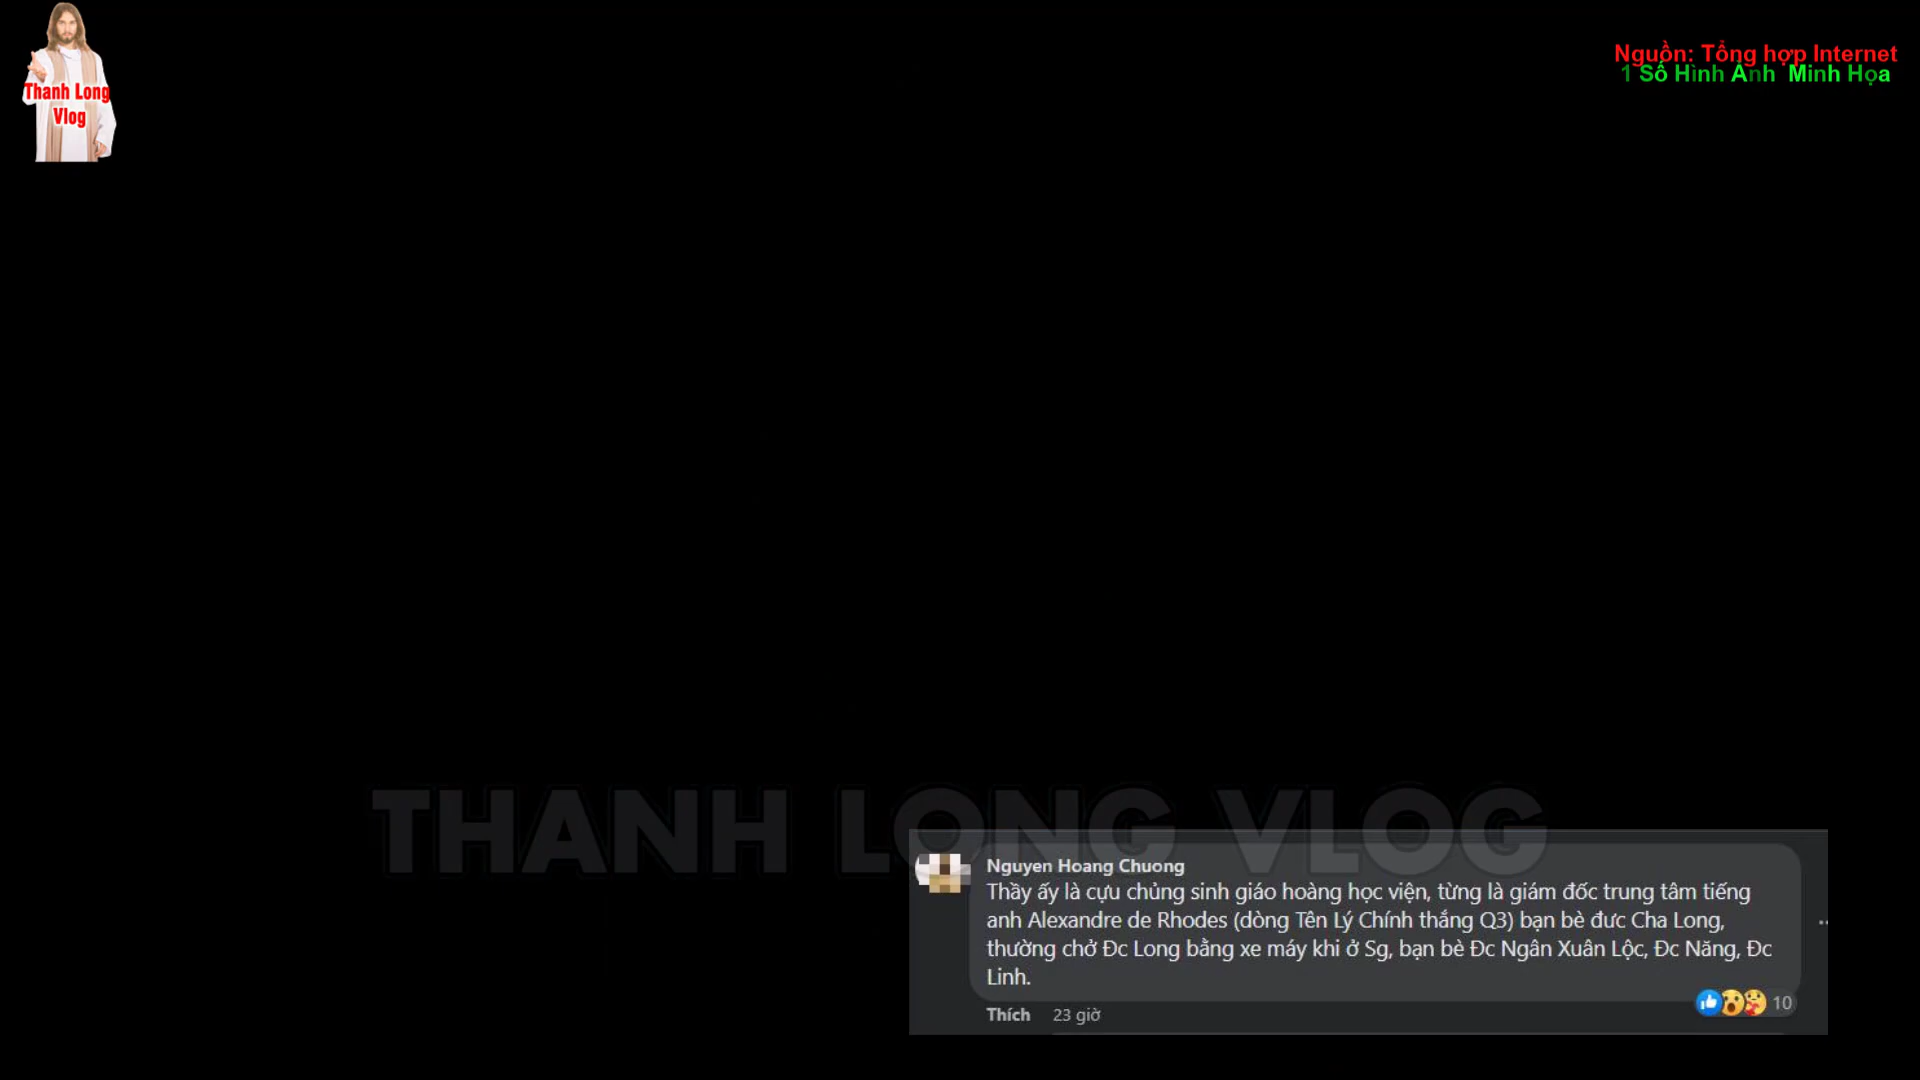 Thanh Long
Vlog
Nguồn: Tổng hợp Internet
1 Số Hình Ảnh Minh Họa
THANH LONG VLOG
Nguyen Hoang Chuong
Thầy ấy là cựu chủng sinh giáo hoàng học viện, từng là giám đốc trung tâm tiếng
anh Alexandre de Rhodes (dòng Tên Lý Chính thắng Q3) bạn bè đưc Cha Long,
thường chở Đc Long bằng xe máy khi ở Sg, bạn bè Đc Ngân Xuân Lộc, Đc Năng, Đc
Linh.
Thích 23 giờ
10